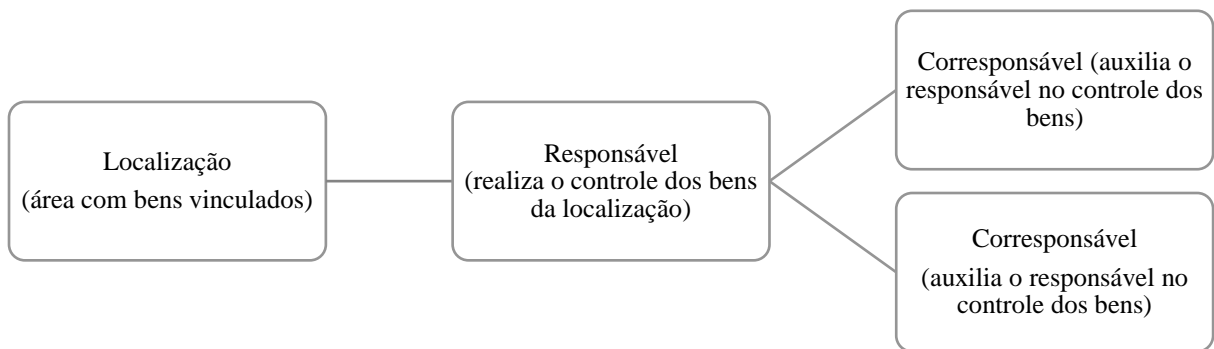 Localização
(área com bens vinculados)
Responsável
(realiza o controle dos bens
da localização)
Corresponsável (auxilia o
responsável no controle dos
bens)
Corresponsável
(auxilia o responsável no
controle dos bens)